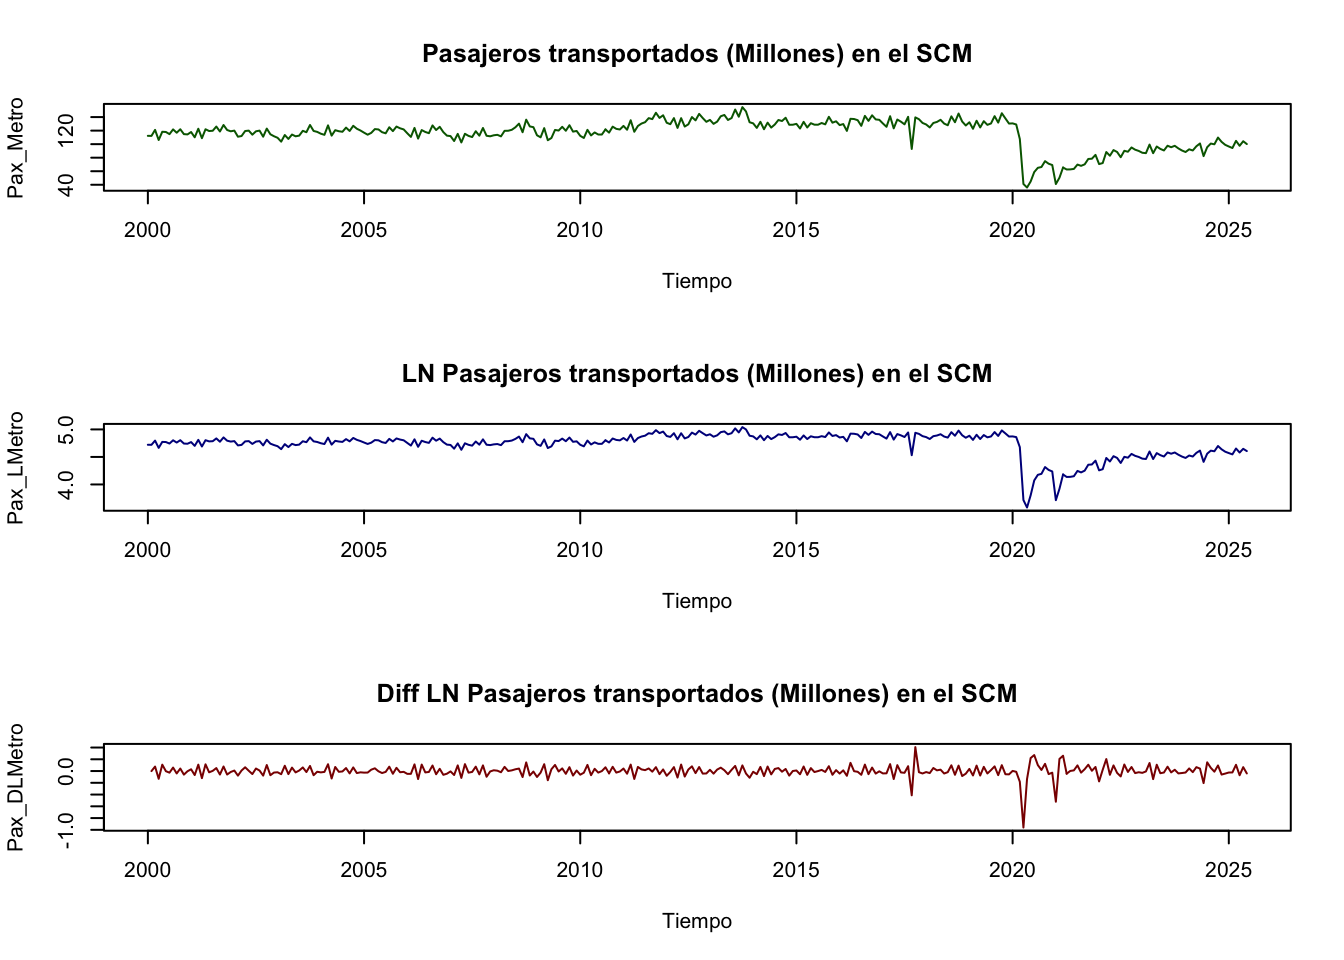 Pasajeros transportados (Millones) en el SCM
Pax_Metro
120
40
2000 2005 2010 2015 2020 2025
Tiempo
LN Pasajeros transportados (Millones) en el SCM
Pax_LMetro
5.0
4.0
2000 2005 2010 2015 2020 2025
Tiempo
Diff LN Pasajeros transportados (Millones) en el SCM
Pax_DLMetro
0.0
-1.0
2000 2005 2010 2015 2020 2025
Tiempo